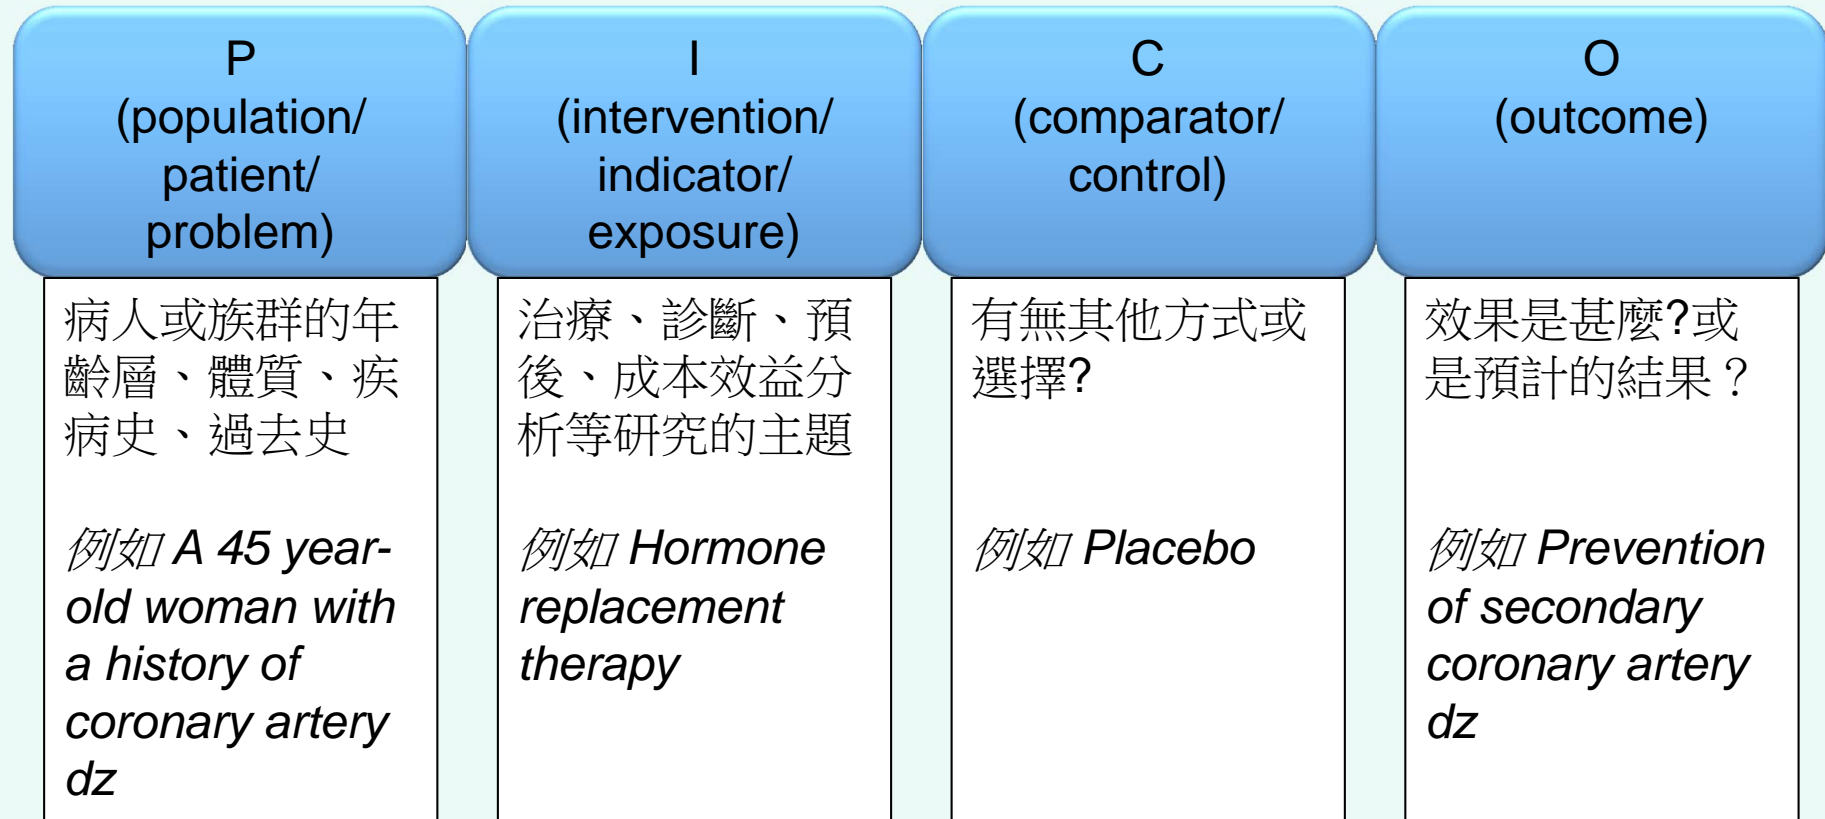 P
(population/
patient/
problem)
病人或族群的年
齡層、體質、疾
病史、過去史
例如 A 45 year-
old woman with
a history of
coronary artery
dz
I
(intervention/
indicator/
exposure)
治療、診斷、預
後、成本效益分
析等研究的主題
例如 Hormone
replacement
therapy
C
(comparator/
control)
有無其他方式或
選擇?
例如 Placebo
O
(outcome)
效果是甚麼?或
是預計的結果？
例如 Prevention
of secondary
coronary artery
dz